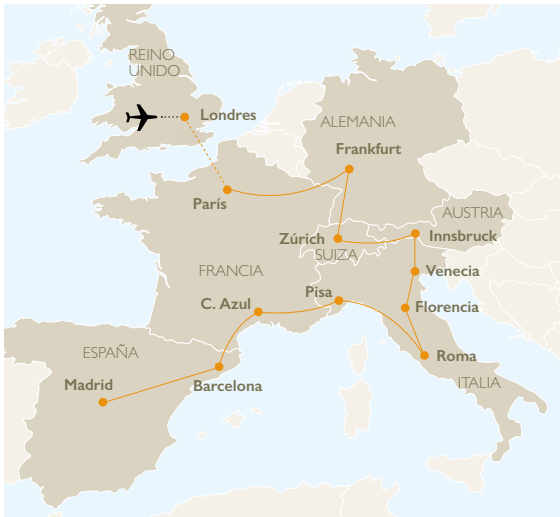 REINO
UNIDO
Londres
ALEMANIA
Frankfurt
París
AUSTRIA
Innsbruck
Zúrich
SUIZA
FRANCIA
Venecia
Pisa
C. Azul
Florencia
ESPAÑA
Roma
Madrid
Barcelona
ITALIA